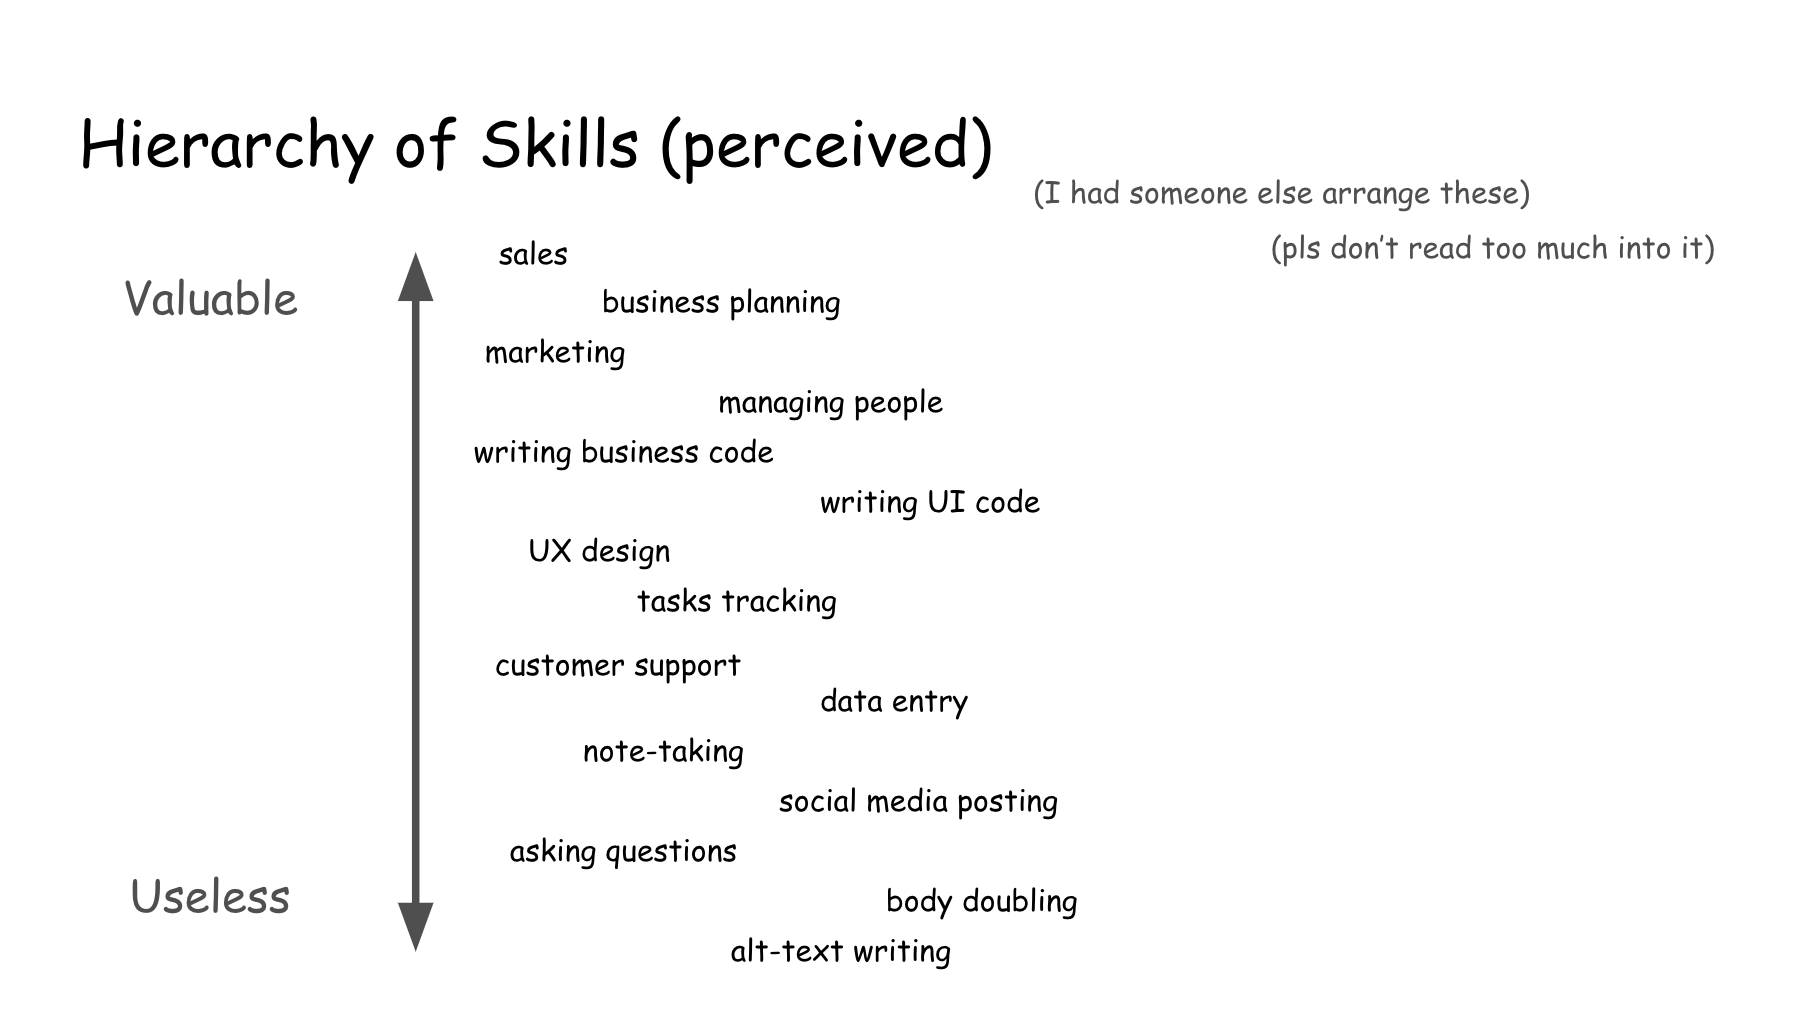 Hierarchy of Skills (perceived)
(I had someone else arrange these)
(pls don't read too much into it)
Valuable
sales
business planning
marketing
managing people
writing business code
writing UI code
UX design
tasks tracking
customer support
data entry
note-taking
social media posting
asking questions
Useless
body doubling
alt-text writing